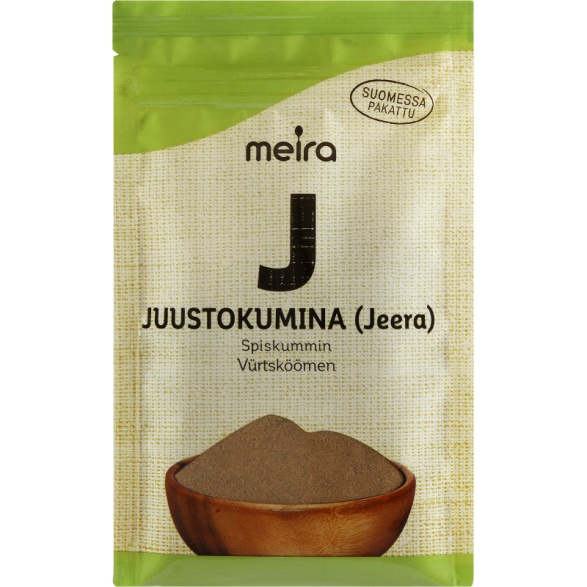 SUOMESSA
PAKATTU
meira
J
JUUSTOKUMINA (Jeera)
Spiskummin
Vürtsköömen